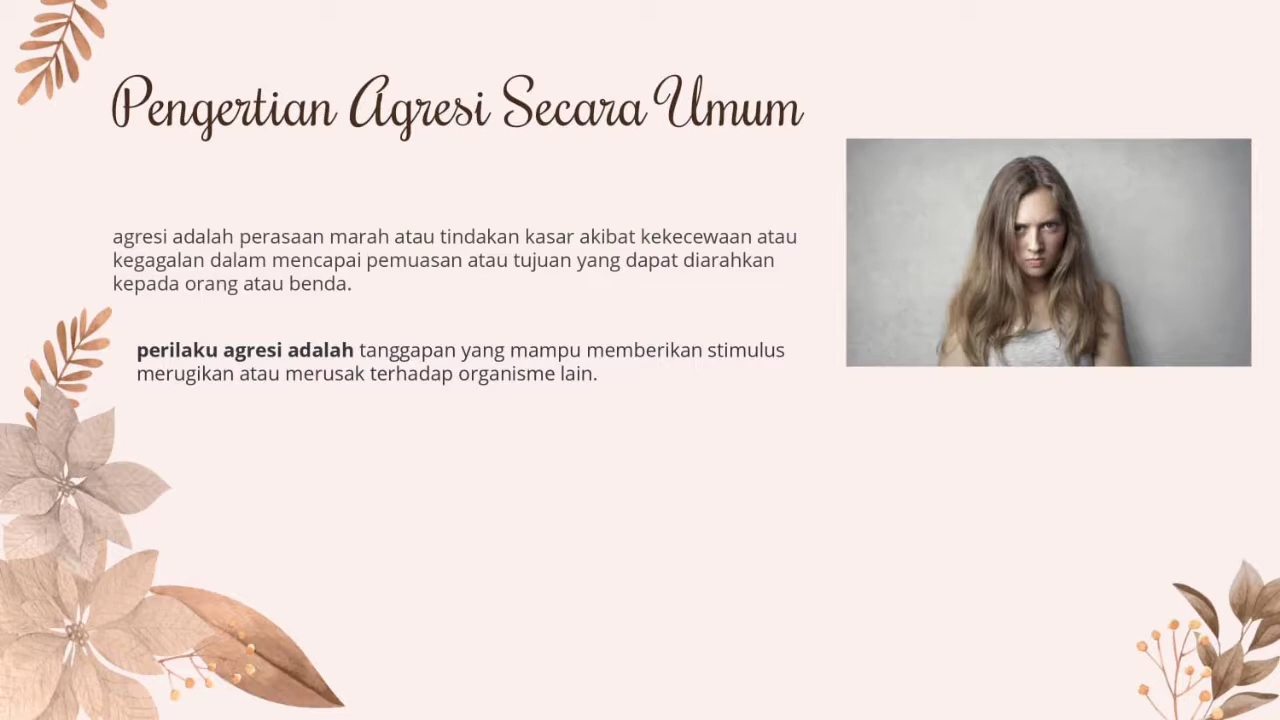 Pengertian Agresi Secara Umum
agresi adalah perasaan marah atau tindakan kasar akibat kekecewaan atau
kegagalan dalam mencapai pemuasan atau tujuan yang dapat diarahkan
kepada orang atau benda.
perilaku agresi adalah tanggapan yang mampu memberikan stimulus
merugikan atau merusak terhadap organisme lain.